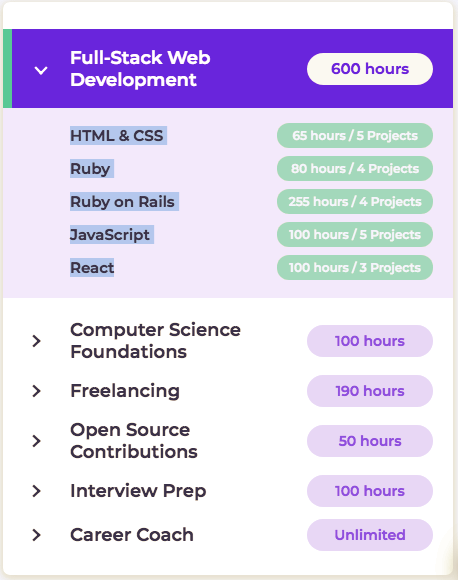 Full-Stack Web
Development
600 hours
HTML & CSS
65 hours / 5 Projects
Ruby
80 hours / 4 Projects
Ruby on Rails
255 hours / 4 Projects
JavaScript
100 hours / 5 Projects
React
100 hours / 3 Projects
Computer Science
Foundations
100 hours
Freelancing
190 hours
Open Source
Contributions
50 hours
Interview Prep
100 hours
Career Coach
Unlimited